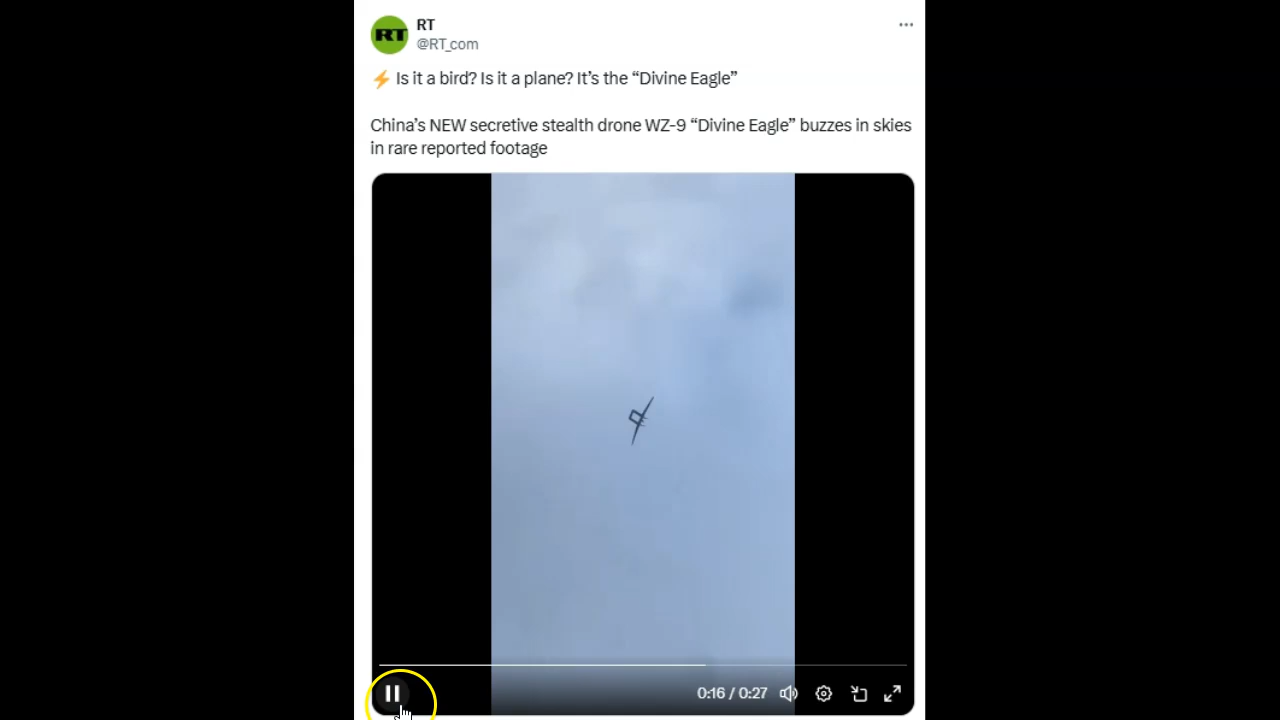 RT
RT
@RT_com
⚡ Is it a bird? Is it a plane? It’s the “Divine Eagle”
China’s NEW secretive stealth drone WZ-9 “Divine Eagle” buzzes in skies
in rare reported footage
0:16 / 0:27